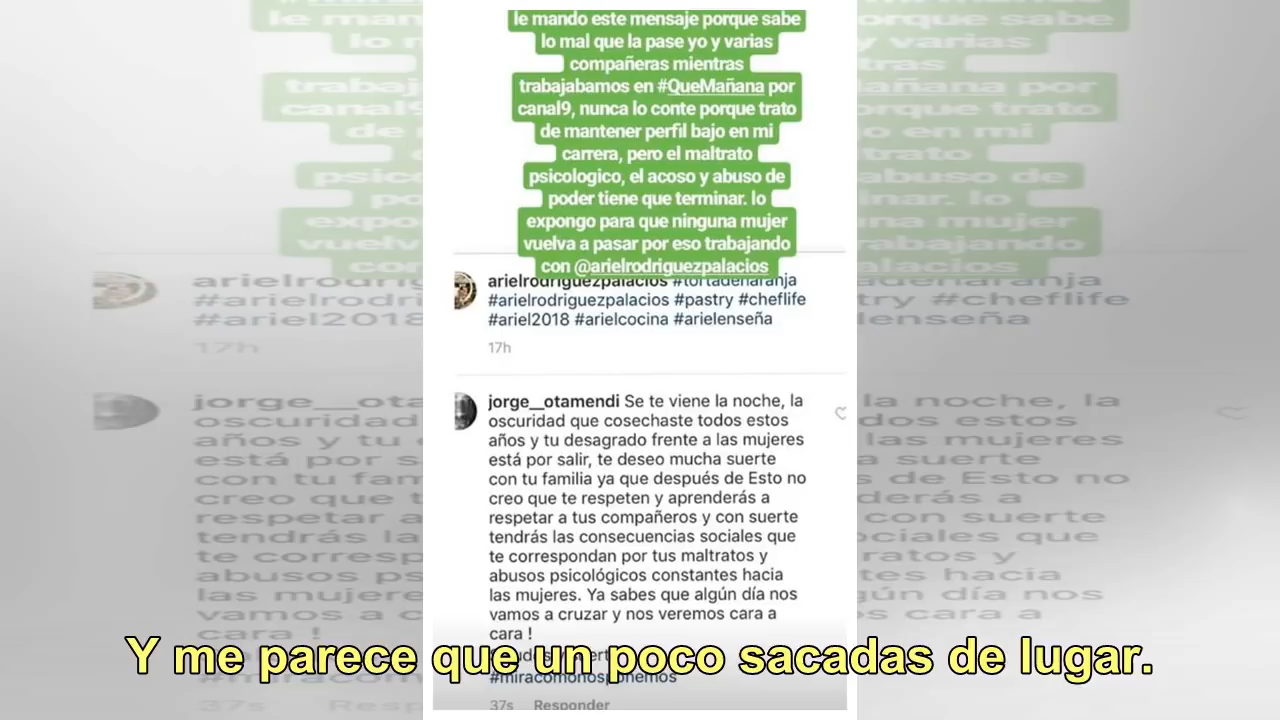 le mando este mensaje porque sabe
lo mal que la pase yo y varias
compañeras mientras
trabajabamos en #QueMañana por
canal9, nunca lo conte porque trato
de mantener perfil bajo en mi
carrera, pero el maltrato
psicologico, el acoso y abuso de
poder tiene que terminar. lo
expongo para que ninguna mujer
vuelva a pasar por eso trabajando
con @arielrodriguezpalacios
arielrodriguezpalacios #tortadenaranja
#arielrodriguezpalacios #pastry #cheflife
#ariel2018 #arielcocina #arielenseña
17h
jorge__otamendi Se te viene la noche, la
oscuridad que cosechaste todos estos
años y tu desagrado frente a las mujeres
está por salir, te deseo mucha suerte
con tu familia ya que después de Esto no
creo que te respeten y aprenderás a
respetar a tus compañeros y con suerte
tendrás las consecuencias sociales que
te correspondan por tus maltratos y
abusos psicológicos constantes hacia
las mujeres. Ya sabes que algún día nos
vamos a cruzar y nos veremos cara a
cara !
Y me parece que un poco sacadas de lugar.
#miracomonosponemos
37s Responder